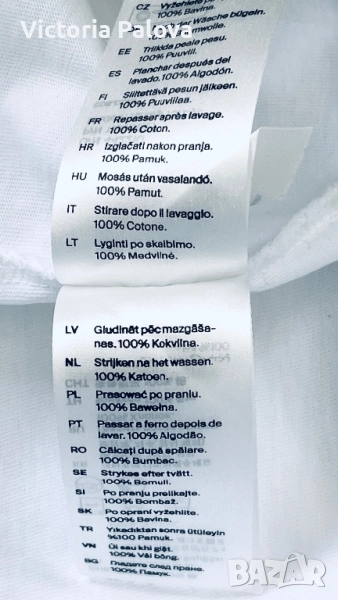 Victoria Palova
CZ Vyžehlete po
100% Bavlna.
der Wäsche bügeln.
EE Triikida peale pesu.
100% Puuvill.
ES Planchar después del
lavado. 100% Algodón.
FI Silitettävä pesun jälkeen.
100% Puuvillaa.
FR Repasser après lavage.
100% Coton.
HR Izglačati nakon pranja.
100% Pamuk.
HU Mosás után vasalandó.
100% Pamut.
IT Stirare dopo il lavaggio.
100% Cotone.
LT Lyginti po skalbimo.
100% Medvilnė.
LV Gludināt pēc mazgāša-
nas. 100% Kokvilna.
NL Strijken na het wassen.
100% Katoen.
PL Prasować po praniu.
100% Bawełna.
PT Passar a ferro depois de
lavar. 100% Algodão.
RO Călcați după spălare.
100% Bumbac.
SE Strykes efter tvätt.
100% Bomull.
SI Po pranju prelikajte.
100% Bombaž.
SK Po opraní vyžehlite.
100% Bavlna.
TR Yıkadıktan sonra ütüleyin
%100 Pamuk.
VN Ủi sau khi giặt.
100% Vải bông.
BG Гладете след пране.
100% Памук.
BAZAR.BG